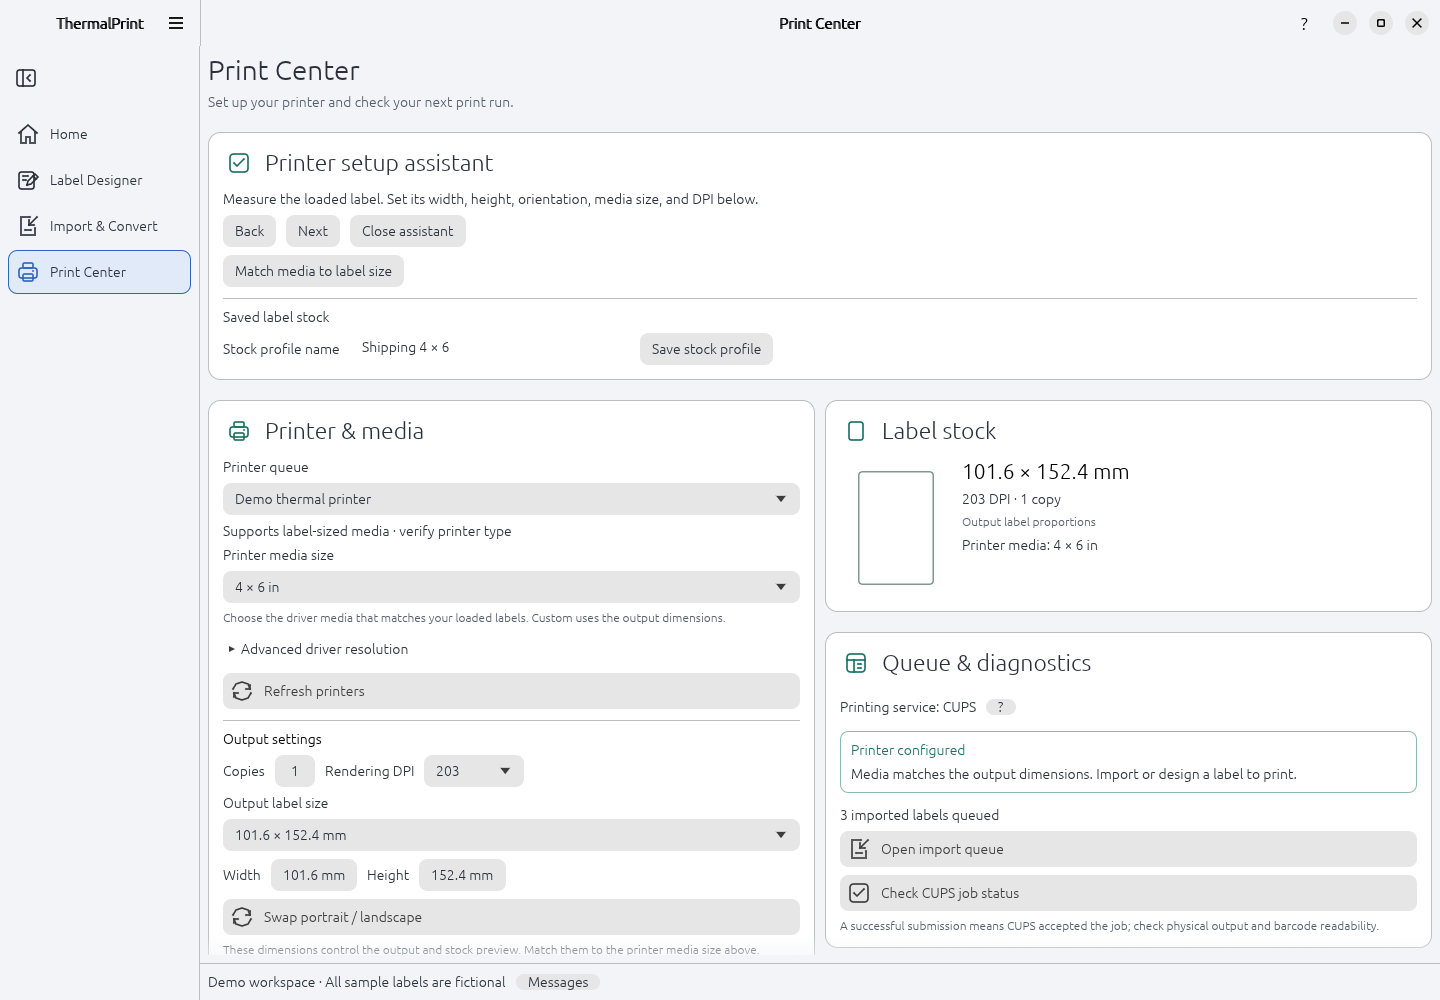 ThermalPrint
Print Center
?
Home
Label Designer
Import & Convert
Print Center
Print Center
Set up your printer and check your next print run.
Printer setup assistant
Measure the loaded label. Set its width, height, orientation, media size, and DPI below.
Back Next Close assistant
Match media to label size
Saved label stock
Stock profile name Shipping 4 × 6 Save stock profile
Printer & media
Printer queue
Demo thermal printer
Supports label-sized media · verify printer type
Printer media size
4 × 6 in
Choose the driver media that matches your loaded labels. Custom uses the output dimensions.
Advanced driver resolution
Refresh printers
Output settings
Copies 1 Rendering DPI 203
Output label size
101.6 × 152.4 mm
Width 101.6 mm Height 152.4 mm
Swap portrait / landscape
These dimensions control the output and stock preview. Match them to the printer media size above.
Label stock
101.6 × 152.4 mm
203 DPI · 1 copy
Output label proportions
Printer media: 4 × 6 in
Queue & diagnostics
Printing service: CUPS ?
Printer configured
Media matches the output dimensions. Import or design a label to print.
3 imported labels queued
Open import queue
Check CUPS job status
A successful submission means CUPS accepted the job; check physical output and barcode readability.
Demo workspace · All sample labels are fictional Messages